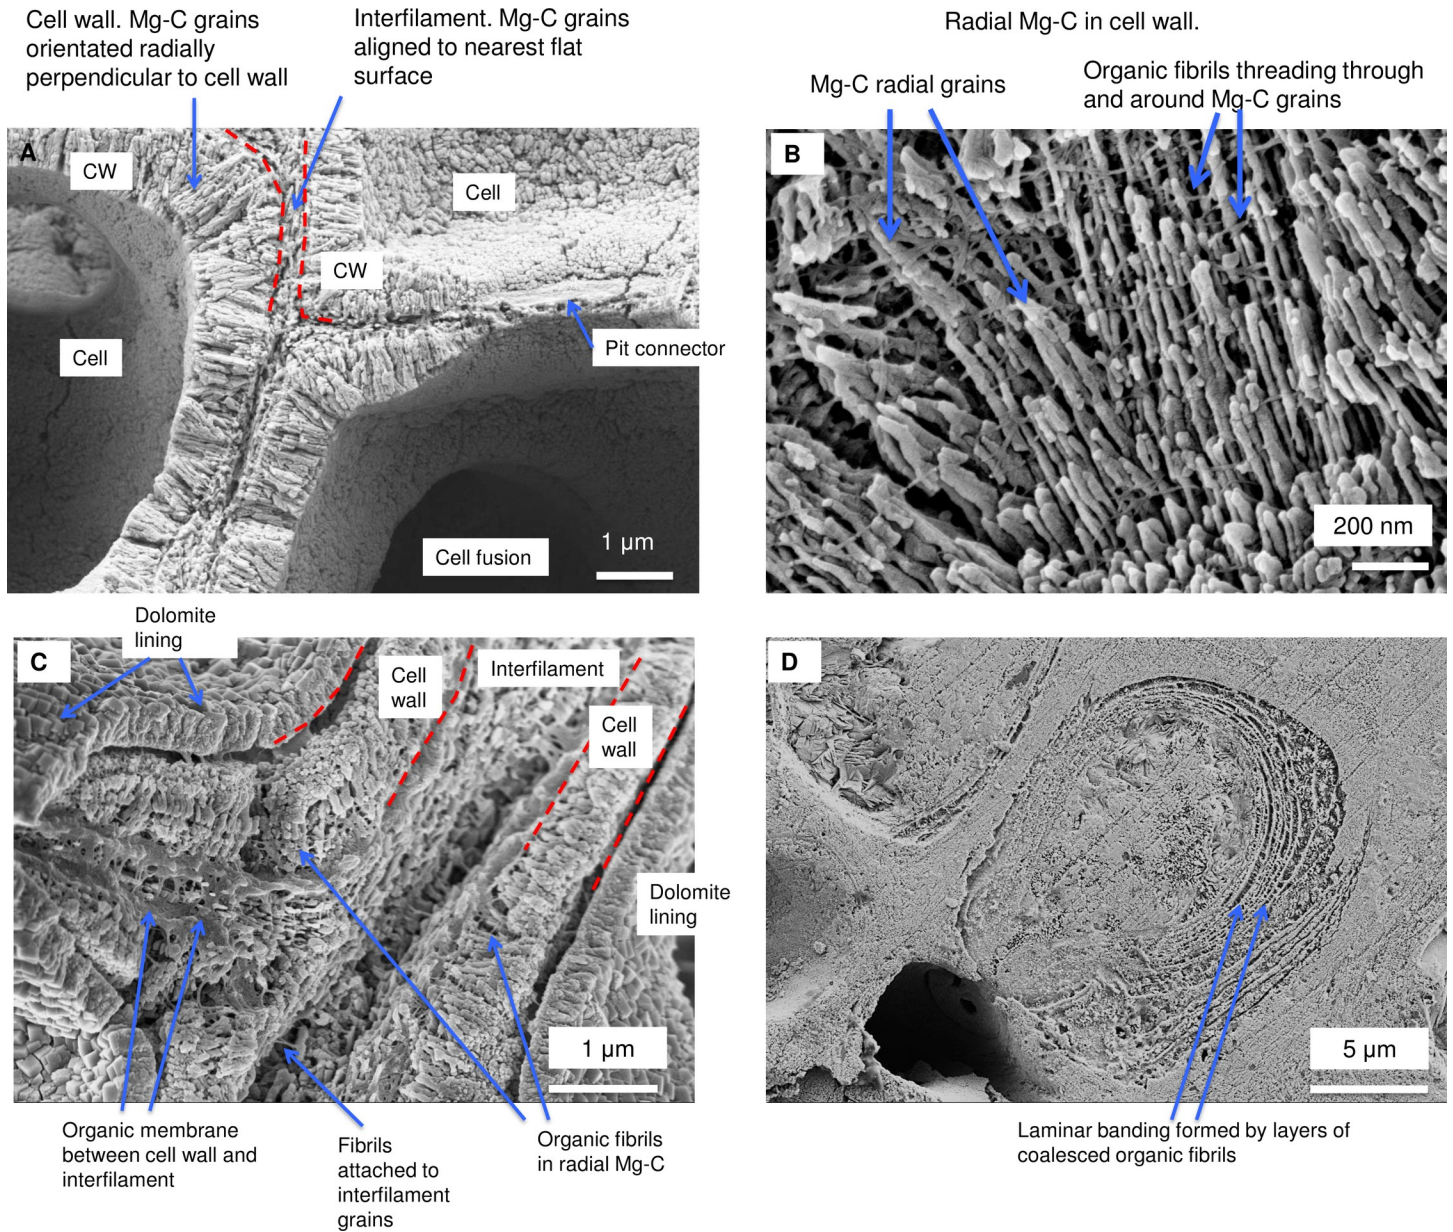 Cell wall. Mg-C grains
orientated radially
perpendicular to cell wall
Interfilament. Mg-C grains
aligned to nearest flat
surface
A
CW
Cell
CW
Cell
Pit connector
Cell fusion
1 µm
Radial Mg-C in cell wall.
Mg-C radial grains
Organic fibrils threading through
and around Mg-C grains
B
200 nm
Dolomite
lining
C
Cell
wall
Interfilament
Cell
wall
Dolomite
lining
1 µm
Organic membrane
between cell wall and
interfilament
Fibrils
attached to
interfilament
grains
Organic fibrils
in radial Mg-C
D
5 µm
Laminar banding formed by layers of
coalesced organic fibrils